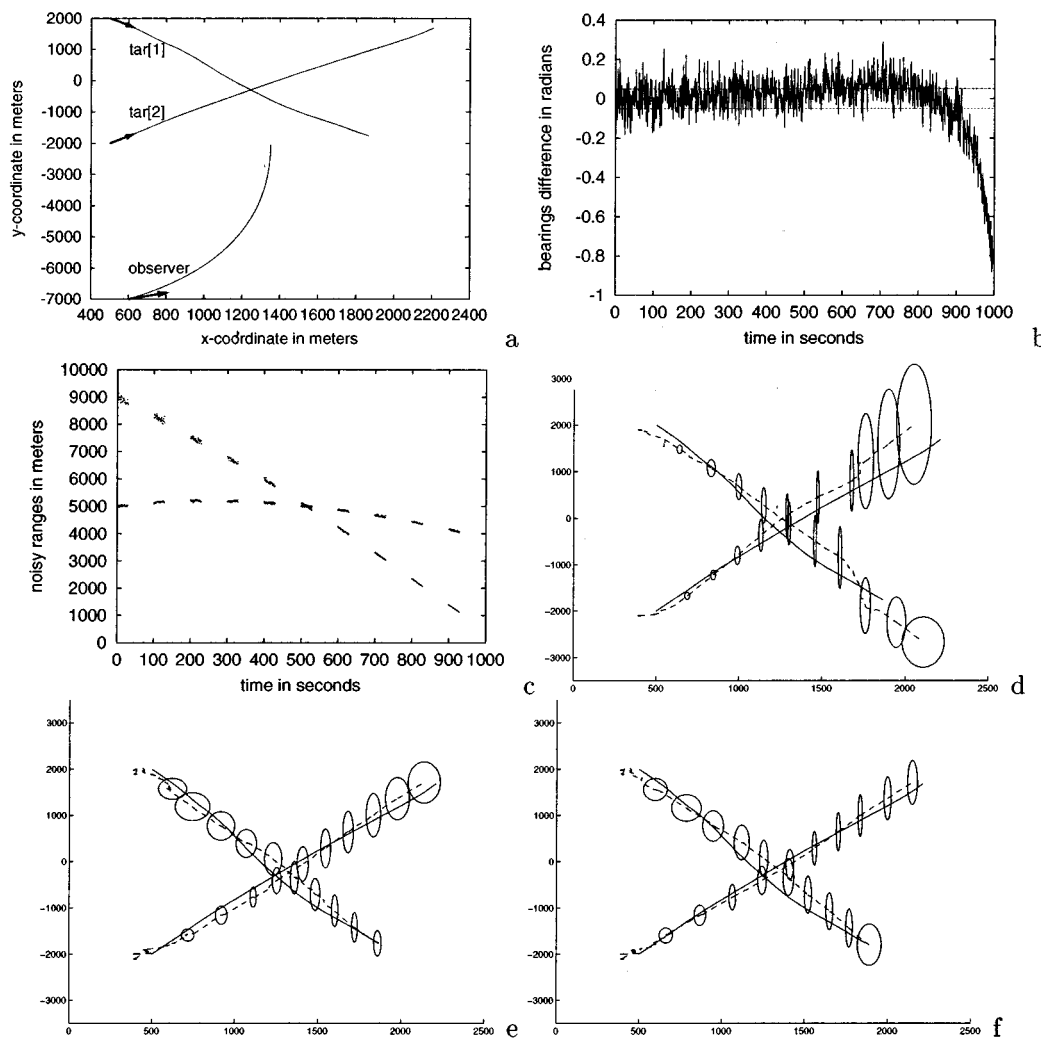 2000
1000
0
-1000
-2000
-3000
-4000
-5000
-6000
-7000
y-coordinate in meters
tar[1]
tar[2]
observer
400 600 800 1000 1200 1400 1600 1800 2000 2200 2400
x-coordinate in meters
a
0.4
0.2
0
-0.2
-0.4
-0.6
-0.8
-1
bearings difference in radians
0 100 200 300 400 500 600 700 800 900 1000
time in seconds
b
10000
9000
8000
7000
6000
5000
4000
3000
2000
1000
0
noisy ranges in meters
0 100 200 300 400 500 600 700 800 900 1000
time in seconds
c
3000
2000
1000
0
-1000
-2000
-3000
0 500 1000 1500 2000 2500
d
3000
2000
1000
0
-1000
-2000
-3000
0 500 1000 1500 2000 2500
e
3000
2000
1000
0
-1000
-2000
-3000
0 500 1000 1500 2000 2500
f